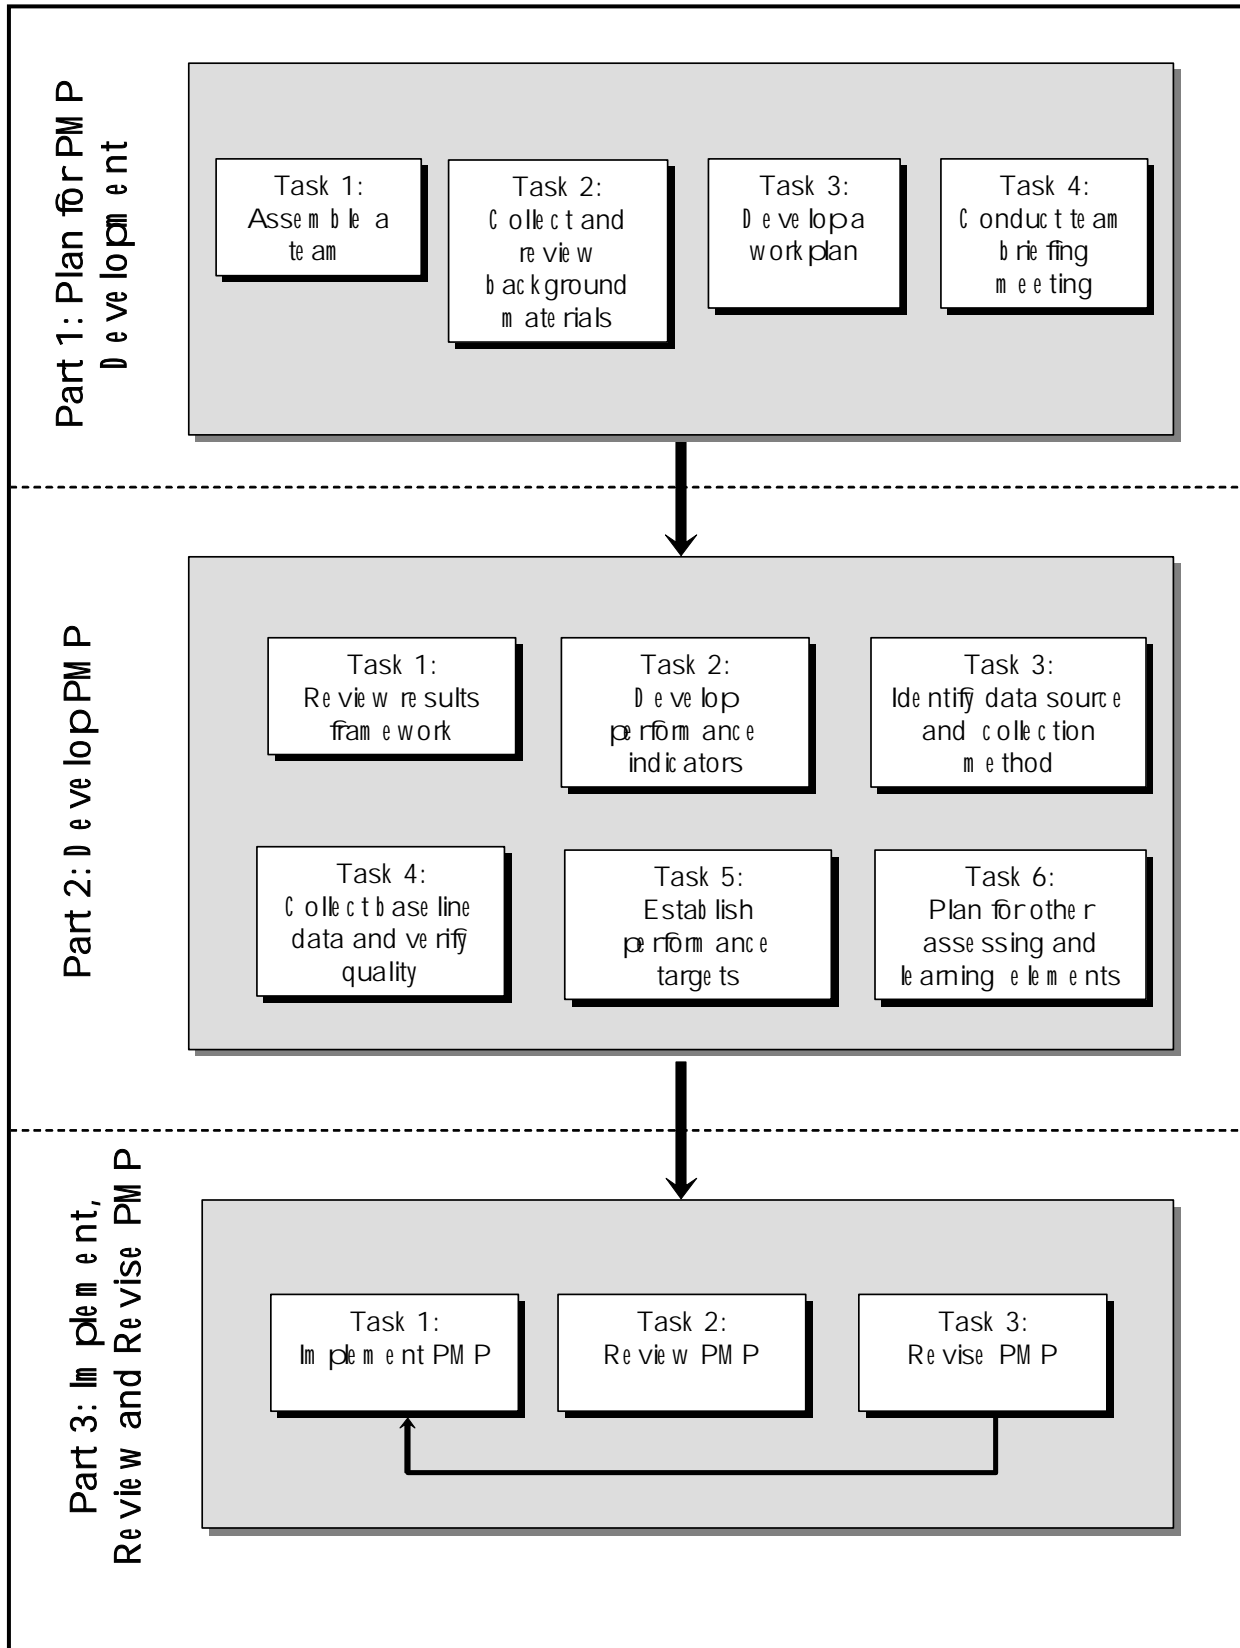 Part 1: Plan for PMP
Development
Task 1:
Assemble a
team
Task 2:
Collect and
review
background
materials
Task 3:
Develop a
workplan
Task 4:
Conduct team
briefing
meeting
Part 2: Develop PMP
Task 1:
Review results
framework
Task 2:
Develop
performance
indicators
Task 3:
Identify data source
and collection
method
Task 4:
Collect baseline
data and verify
quality
Task 5:
Establish
performance
targets
Task 6:
Plan for other
assessing and
learning elements
Part 3: Implement,
Review and Revise PMP
Task 1:
Implement PMP
Task 2:
Review PMP
Task 3:
Revise PMP